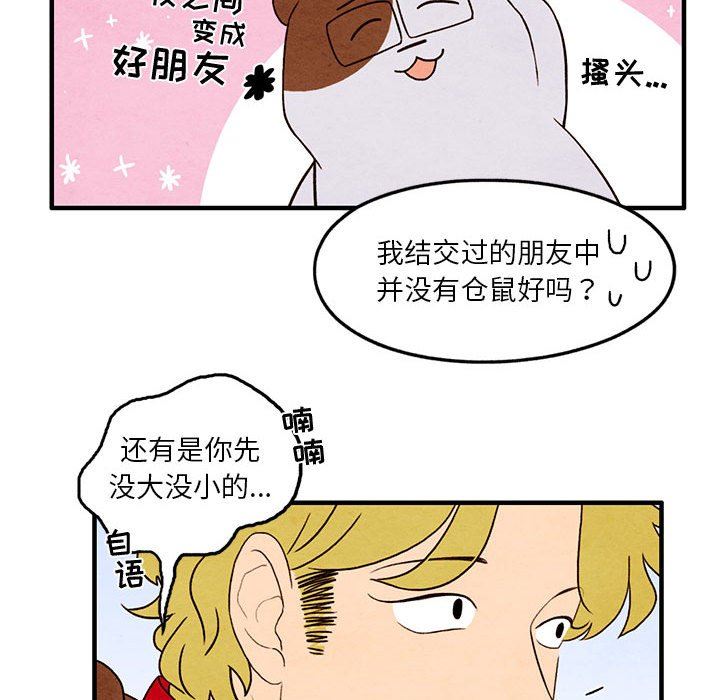 变成
好朋友
搔头...
我结交过的朋友中
并没有仓鼠好吗？
还有是你先
没大没小的...
喃
喃
自
语